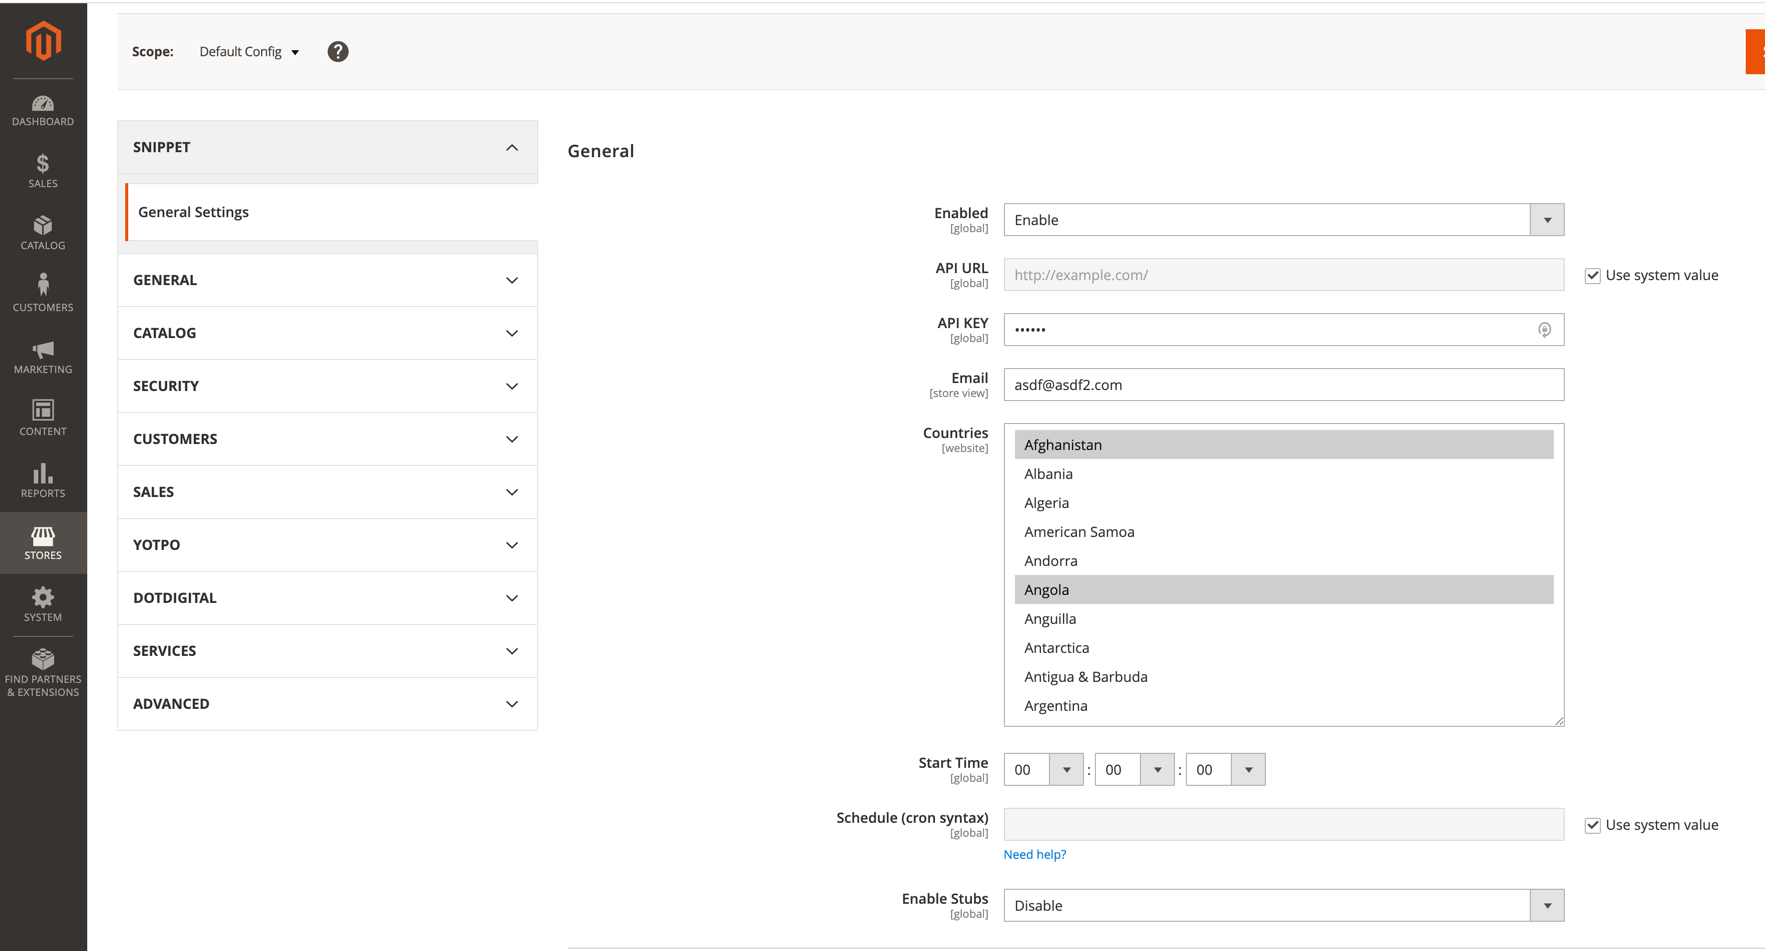 Scope: Default Config ?
DASHBOARD
SALES
CATALOG
CUSTOMERS
MARKETING
CONTENT
REPORTS
STORES
SYSTEM
FIND PARTNERS
& EXTENSIONS
SNIPPET
General Settings
GENERAL
CATALOG
SECURITY
CUSTOMERS
SALES
YOTPO
DOTDIGITAL
SERVICES
ADVANCED
General
Enabled
[global]
Enable
API URL
[global]
http://example.com/
Use system value
API KEY
[global]
••••••
Email
[store view]
asdf@asdf2.com
Countries
[website]
Afghanistan
Albania
Algeria
American Samoa
Andorra
Angola
Anguilla
Antarctica
Antigua & Barbuda
Argentina
Start Time
[global]
00 : 00 : 00
Schedule (cron syntax)
[global]
Use system value
Need help?
Enable Stubs
[global]
Disable